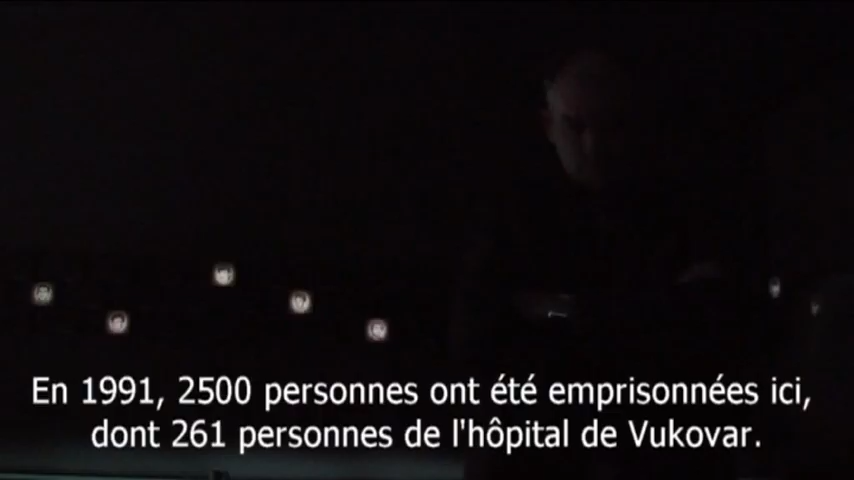 En 1991, 2500 personnes ont été emprisonnées ici,
dont 261 personnes de l'hôpital de Vukovar.